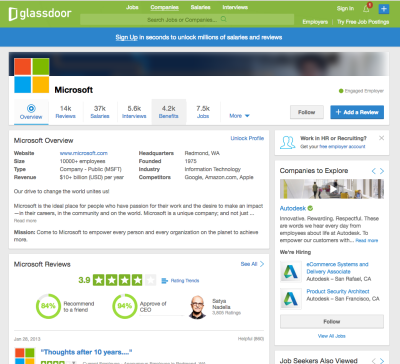 glassdoor
Jobs Companies Salaries Interviews
Sign In
Search Jobs or Companies...
Employers | Try Free Job Postings
Sign Up in seconds to unlock millions of salaries and reviews
Microsoft
Engaged Employer
Overview
14k Reviews
37k Salaries
5.6k Interviews
4.2k Benefits
7.5k Jobs
More
Follow
+ Add a Review
Microsoft Overview
Unlock Profile
Website www.microsoft.com Headquarters Redmond, WA
Size 10000+ employees Founded 1975
Type Company - Public (MSFT) Industry Information Technology
Revenue $10+ billion (USD) per year Competitors Google, Amazon.com, Apple
Our drive to change the world unites us!
Microsoft is the ideal place for people who have passion for their work and the desire to make an impact
—in their careers, in the community and on the world. Microsoft is a unique company; and not just ...
Read more
Mission: Come to Microsoft to empower every person and every organization on the planet to achieve
more.
Microsoft Reviews
See All
3.9
Rating Trends
94%
Recommend
to a friend
94%
Approve of
CEO
Satya
Nadella
Ratings
Jan 26, 2013
Helpful
"Thoughts after 10 years...."
Work in HR or Recruiting?
Get your free employer account
Companies to Explore
Autodesk
Innovative. Rewarding. Respectful. These
are words we hear every day from
employees about life at Autodesk. To
empower our customers with... Read more
We're Hiring
eCommerce Systems and
Delivery Associate
Autodesk – San Rafael, CA
Product Security Architect
Autodesk – San Francisco, CA
Follow
View All Jobs
Job Seekers Also Viewed